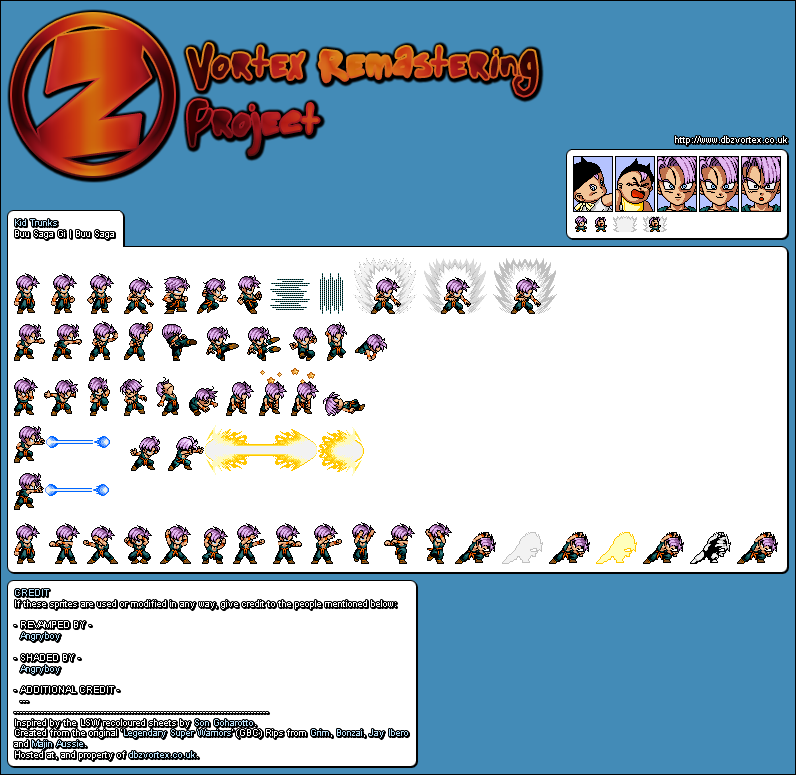 Vortex Remastering
Project
http://www.dbzvortex.co.uk
Kid Trunks
Buu Saga Gi | Buu Saga
CREDIT
If these sprites are used or modified in any way, give credit to the people mentioned below:
- REVAMPED BY -
Angryboy
- SHADED BY -
Angryboy
- ADDITIONAL CREDIT -
---
Inspired by the LSW recoloured sheets by Son Goharotto.
Created from the original 'Legendary Super Warriors' (GBC) Rips from Grim, Bonzai, Jay Ibero
and Majin Aussie.
Hosted at, and property of dbzvortex.co.uk.